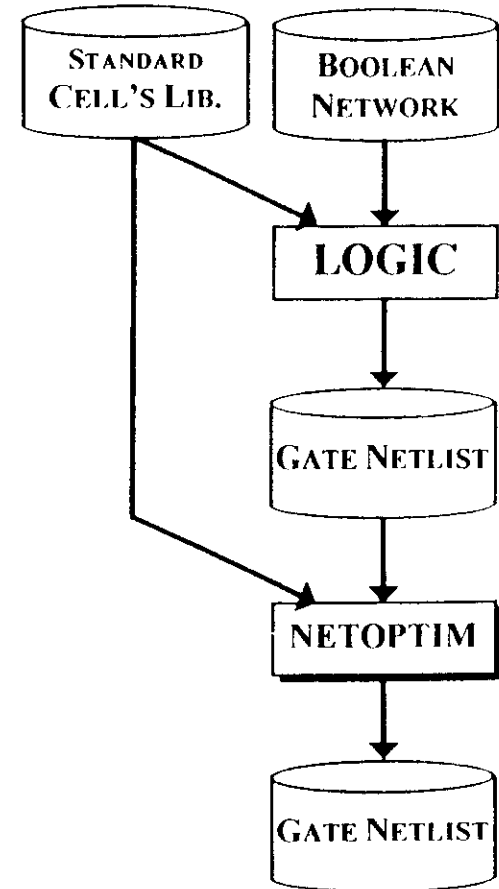 STANDARD
CELL'S LIB.
BOOLEAN
NETWORK
LOGIC
GATE NETLIST
NETOPTIM
GATE NETLIST